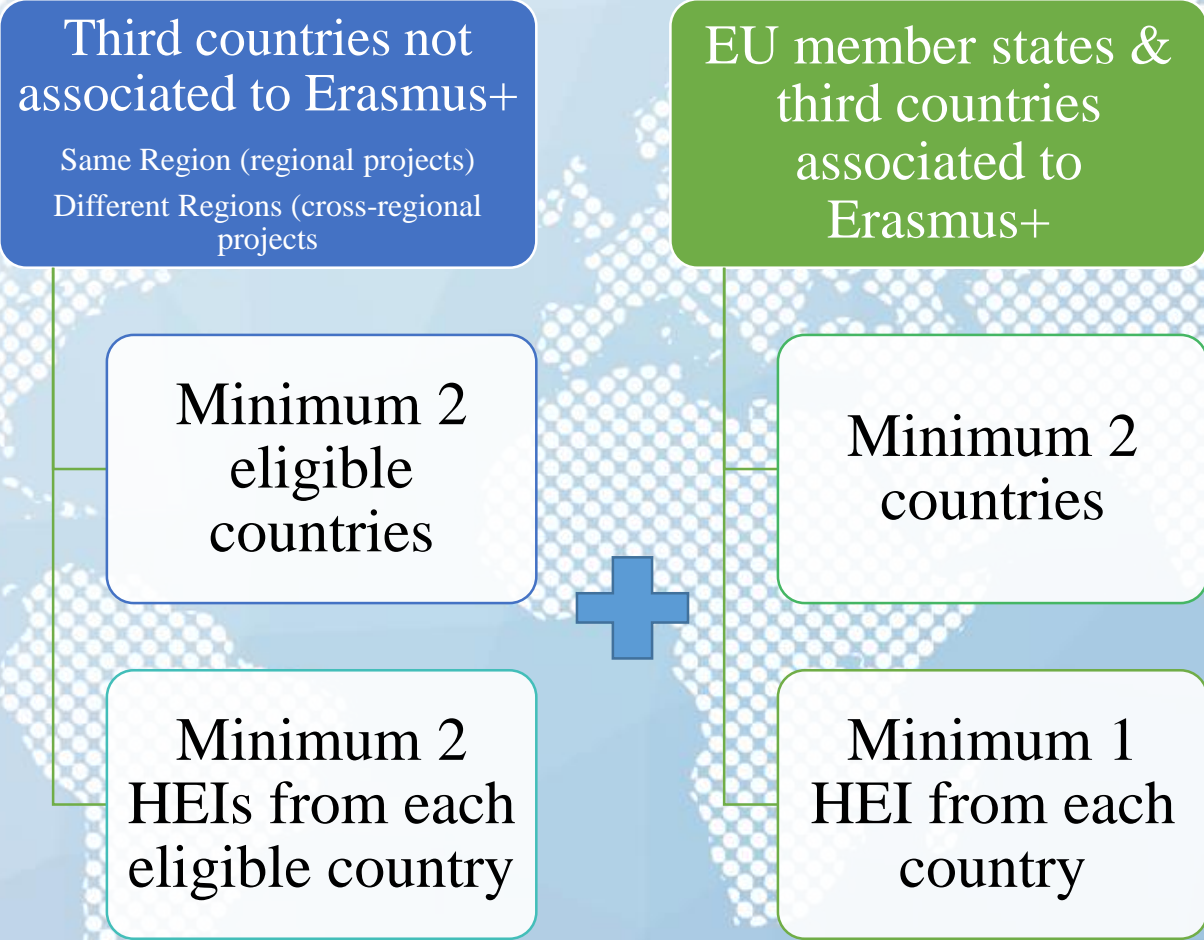 Third countries not
associated to Erasmus+
Same Region (regional projects)
Different Regions (cross-regional
projects
Minimum 2
eligible
countries
Minimum 2
HEIs from each
eligible country
EU member states &
third countries
associated to
Erasmus+
Minimum 2
countries
Minimum 1
HEI from each
country